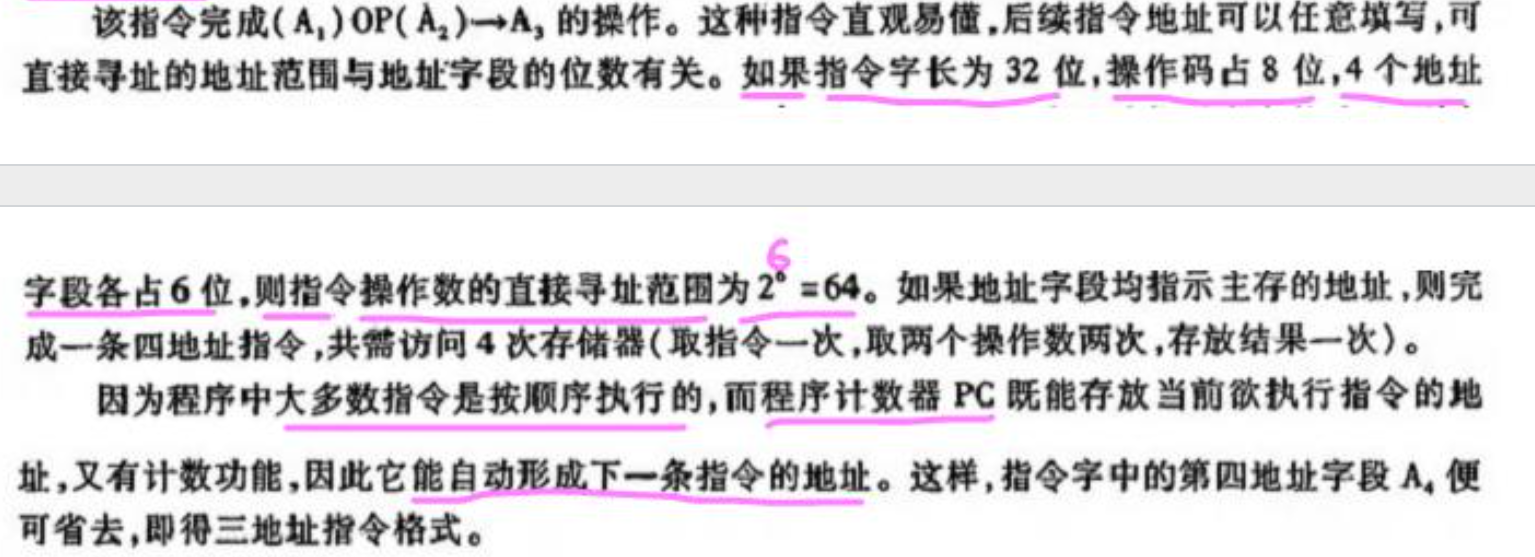 该指令完成(A₁)OP(A₂)→A₃的操作。这种指令直观易懂,后续指令地址可以任意填写,可
直接寻址的地址范围与地址字段的位数有关。如果指令字长为 32 位,操作码占 8 位,4 个地址
6
字段各占6位,则指令操作数的直接寻址范围为2⁶=64。如果地址字段均指示主存的地址,则完
成一条四地址指令,共需访问4次存储器(取指令一次,取两个操作数两次,存放结果一次)。
因为程序中大多数指令是按顺序执行的,而程序计数器 PC 既能存放当前欲执行指令的地
址,又有计数功能,因此它能自动形成下一条指令的地址。这样,指令字中的第四地址字段 A₄ 便
可省去,即得三地址指令格式。